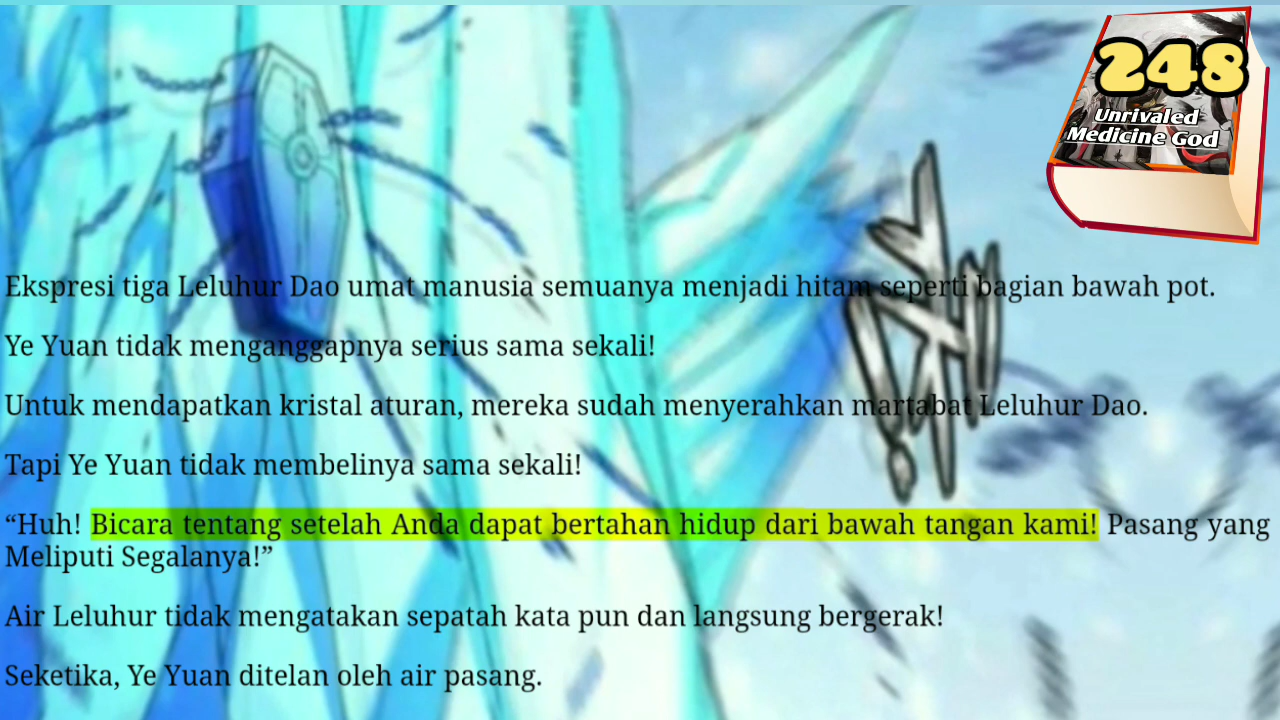 248
Unrivaled
Medicine God
Ekspresi tiga Leluhur Dao umat manusia semuanya menjadi hitam seperti bagian bawah pot.
Ye Yuan tidak menganggapnya serius sama sekali!
Untuk mendapatkan kristal aturan, mereka sudah menyerahkan martabat Leluhur Dao.
Tapi Ye Yuan tidak membelinya sama sekali!
“Huh! Bicara tentang setelah Anda dapat bertahan hidup dari bawah tangan kami! Pasang yang
Meliputi Segalanya!”
Air Leluhur tidak mengatakan sepatah kata pun dan langsung bergerak!
Seketika, Ye Yuan ditelan oleh air pasang.